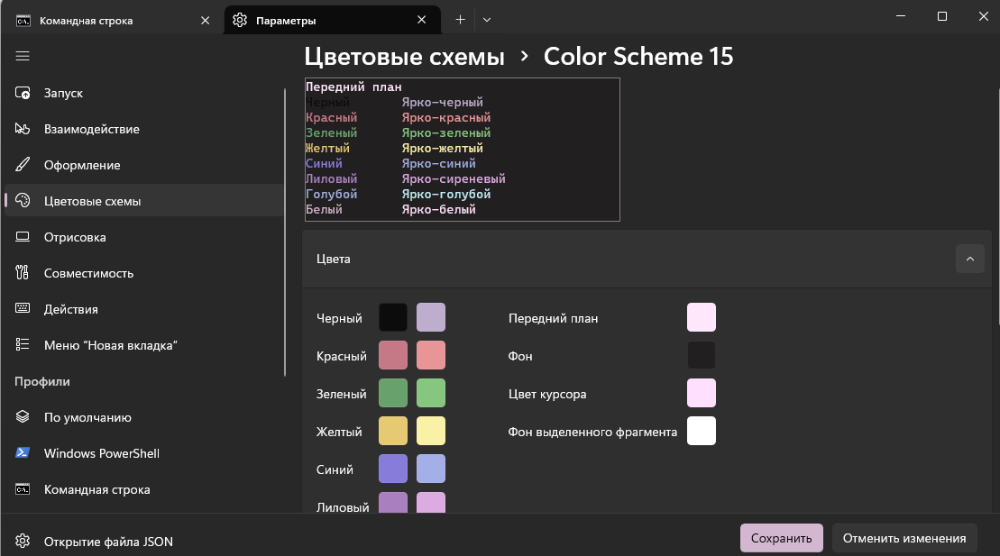 Командная строка
Параметры
Запуск
Взаимодействие
Оформление
Цветовые схемы
Отрисовка
Совместимость
Действия
Меню “Новая вкладка”
Профили
По умолчанию
Windows PowerShell
Командная строка
Открытие файла JSON
Цветовые схемы › Color Scheme 15
Передний план
Черный Ярко-черный
Красный Ярко-красный
Зеленый Ярко-зеленый
Желтый Ярко-желтый
Синий Ярко-синий
Лиловый Ярко-сиреневый
Голубой Ярко-голубой
Белый Ярко-белый
Цвета
Черный Передний план
Красный Фон
Зеленый Цвет курсора
Желтый Фон выделенного фрагмента
Синий
Лиловый
Сохранить Отменить изменения